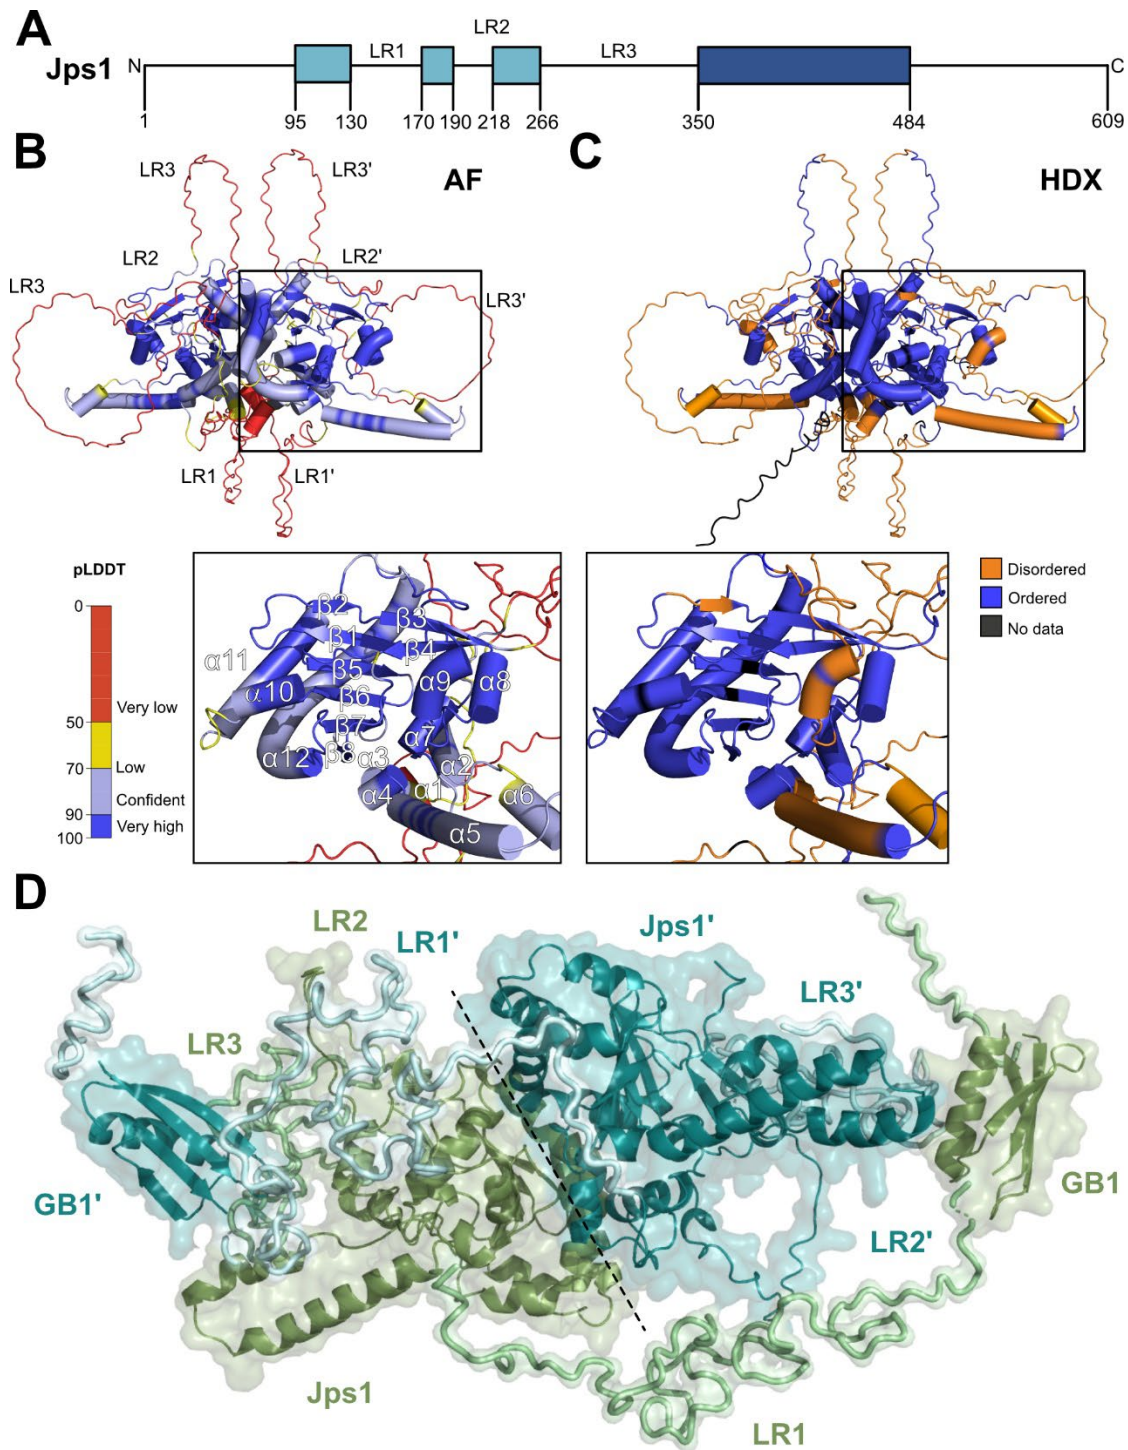 A
Jps1
N
LR1
LR2
LR3
C
1
95
130
170
190
218
266
350
484
609
B
LR3
LR3'
AF
LR2
LR2'
LR3
LR3'
LR1
LR1'
C
HDX
pLDDT
0
Very low
50
Low
70
Confident
90
Very high
100
β2
β3
β1
β4
α11
β5
α9
α8
α10
β6
β7
α7
α12
β8
α3
α2
α4
α1
α6
α5
Disordered
Ordered
No data
D
LR2
LR1'
Jps1'
LR3'
LR3
GB1'
GB1
LR2'
Jps1
LR1